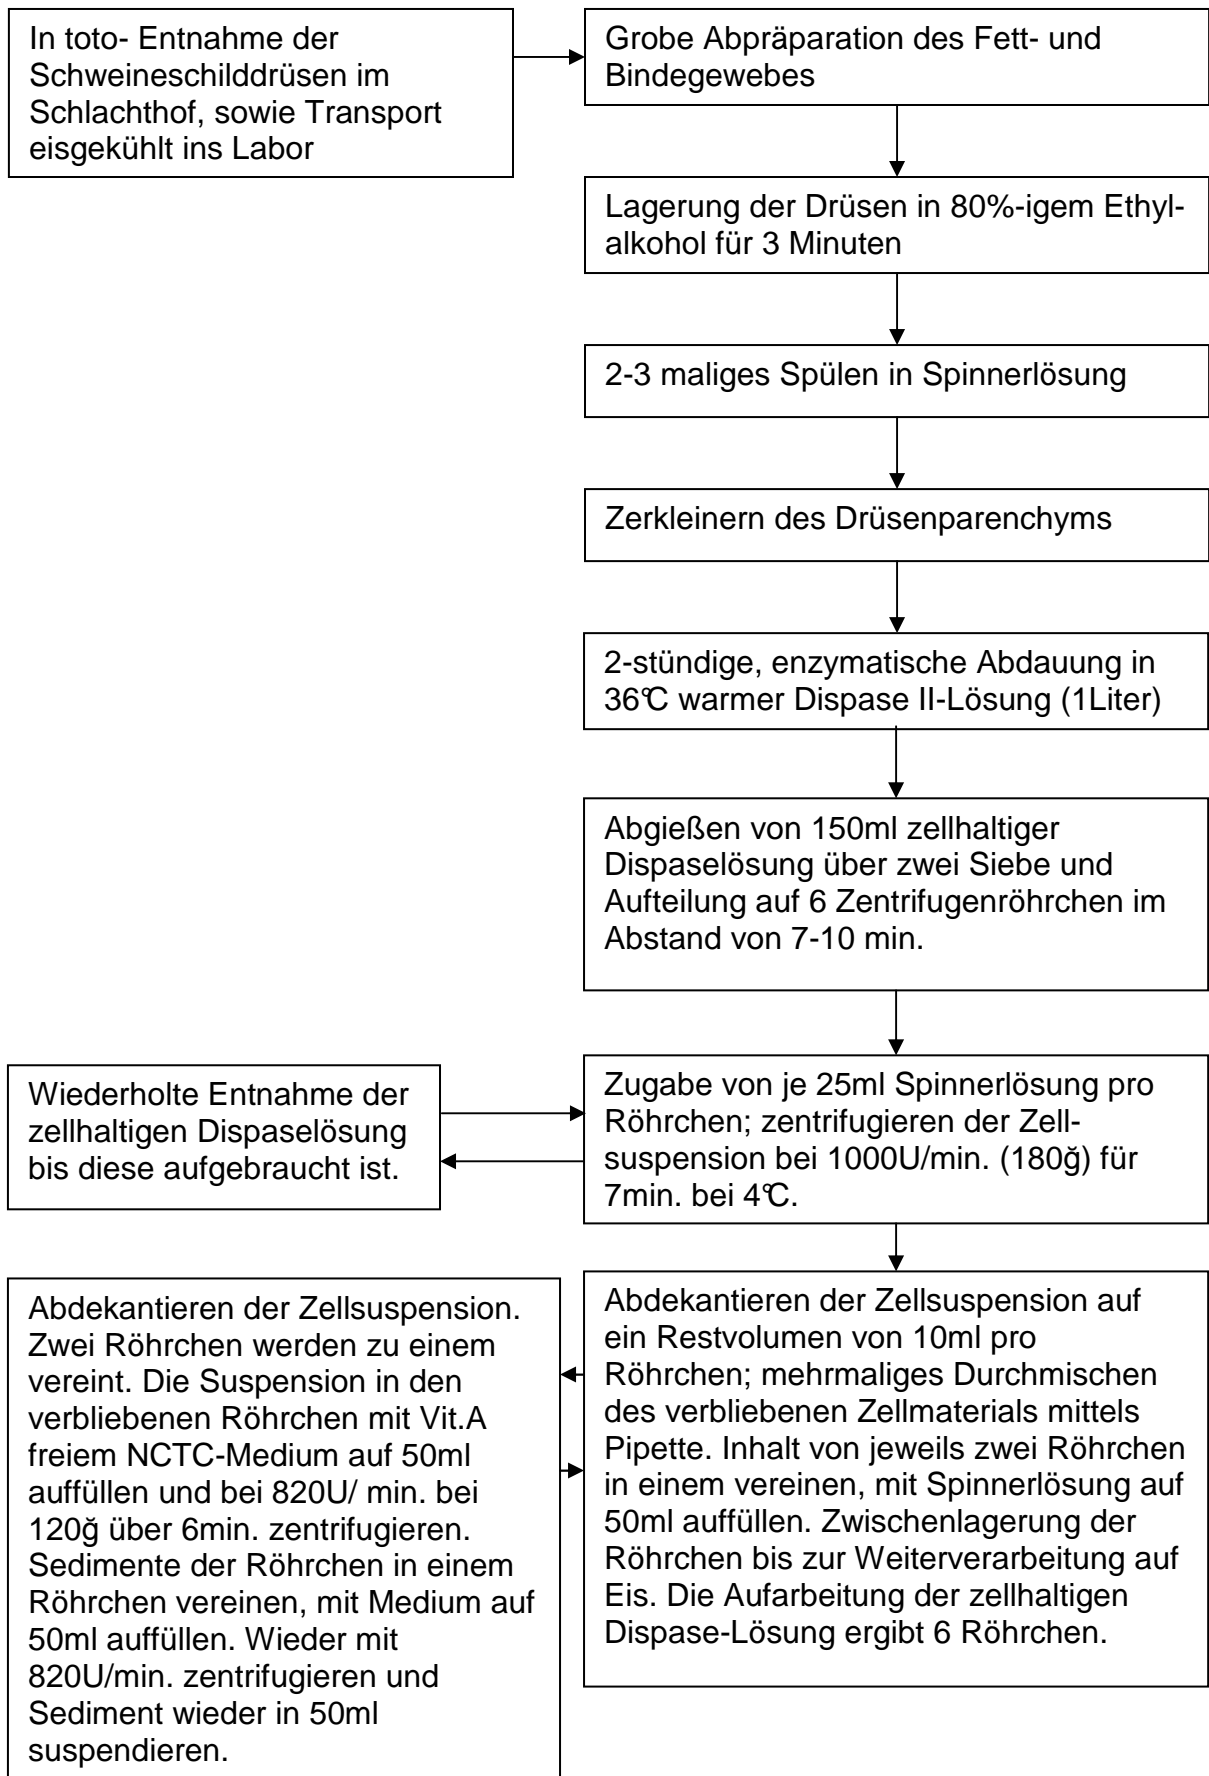 In toto- Entnahme der
Schweineschilddrüsen im
Schlachthof, sowie Transport
eisgekühlt ins Labor
Grobe Abpräparation des Fett- und
Bindegewebes
Lagerung der Drüsen in 80%-igem Ethyl-
alkohol für 3 Minuten
2-3 maliges Spülen in Spinnerlösung
Zerkleinern des Drüsenparenchyms
2-stündige, enzymatische Abdauung in
36°C warmer Dispase II-Lösung (1Liter)
Abgießen von 150ml zellhaltiger
Dispaselösung über zwei Siebe und
Aufteilung auf 6 Zentrifugenröhrchen im
Abstand von 7-10 min.
Wiederholte Entnahme der
zellhaltigen Dispaselösung
bis diese aufgebraucht ist.
Zugabe von je 25ml Spinnerlösung pro
Röhrchen; zentrifugieren der Zell-
suspension bei 1000U/min. (180ğ) für
7min. bei 4°C.
Abdekantieren der Zellsuspension auf
ein Restvolumen von 10ml pro
Röhrchen; mehrmaliges Durchmischen
des verbliebenen Zellmaterials mittels
Pipette. Inhalt von jeweils zwei Röhrchen
in einem vereinen, mit Spinnerlösung auf
50ml auffüllen. Zwischenlagerung der
Röhrchen bis zur Weiterverarbeitung auf
Eis. Die Aufarbeitung der zellhaltigen
Dispase-Lösung ergibt 6 Röhrchen.
Abdekantieren der Zellsuspension.
Zwei Röhrchen werden zu einem
vereint. Die Suspension in den
verbliebenen Röhrchen mit Vit.A
freiem NCTC-Medium auf 50ml
auffüllen und bei 820U/ min. bei
120ğ über 6min. zentrifugieren.
Sedimente der Röhrchen in einem
Röhrchen vereinen, mit Medium auf
50ml auffüllen. Wieder mit
820U/min. zentrifugieren und
Sediment wieder in 50ml
suspendieren.